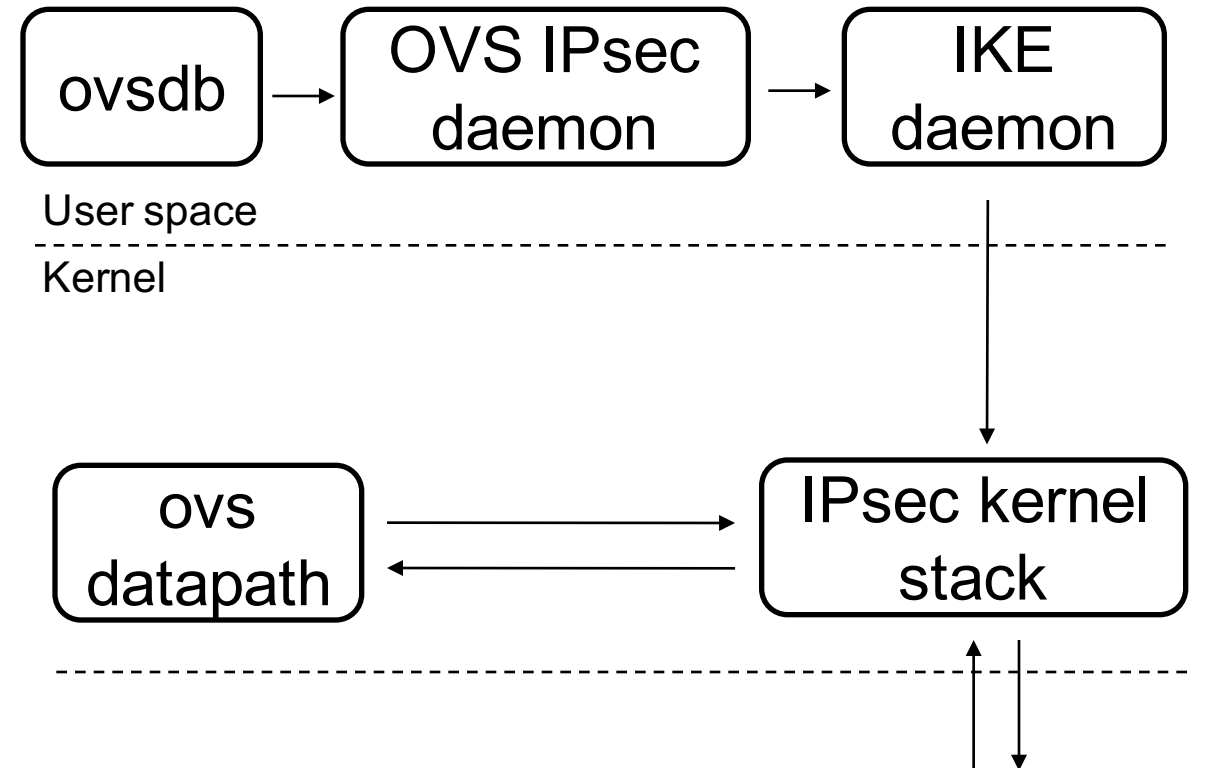 ovsdb
OVS IPsec
daemon
IKE
daemon
User space
Kernel
ovs
datapath
IPsec kernel
stack